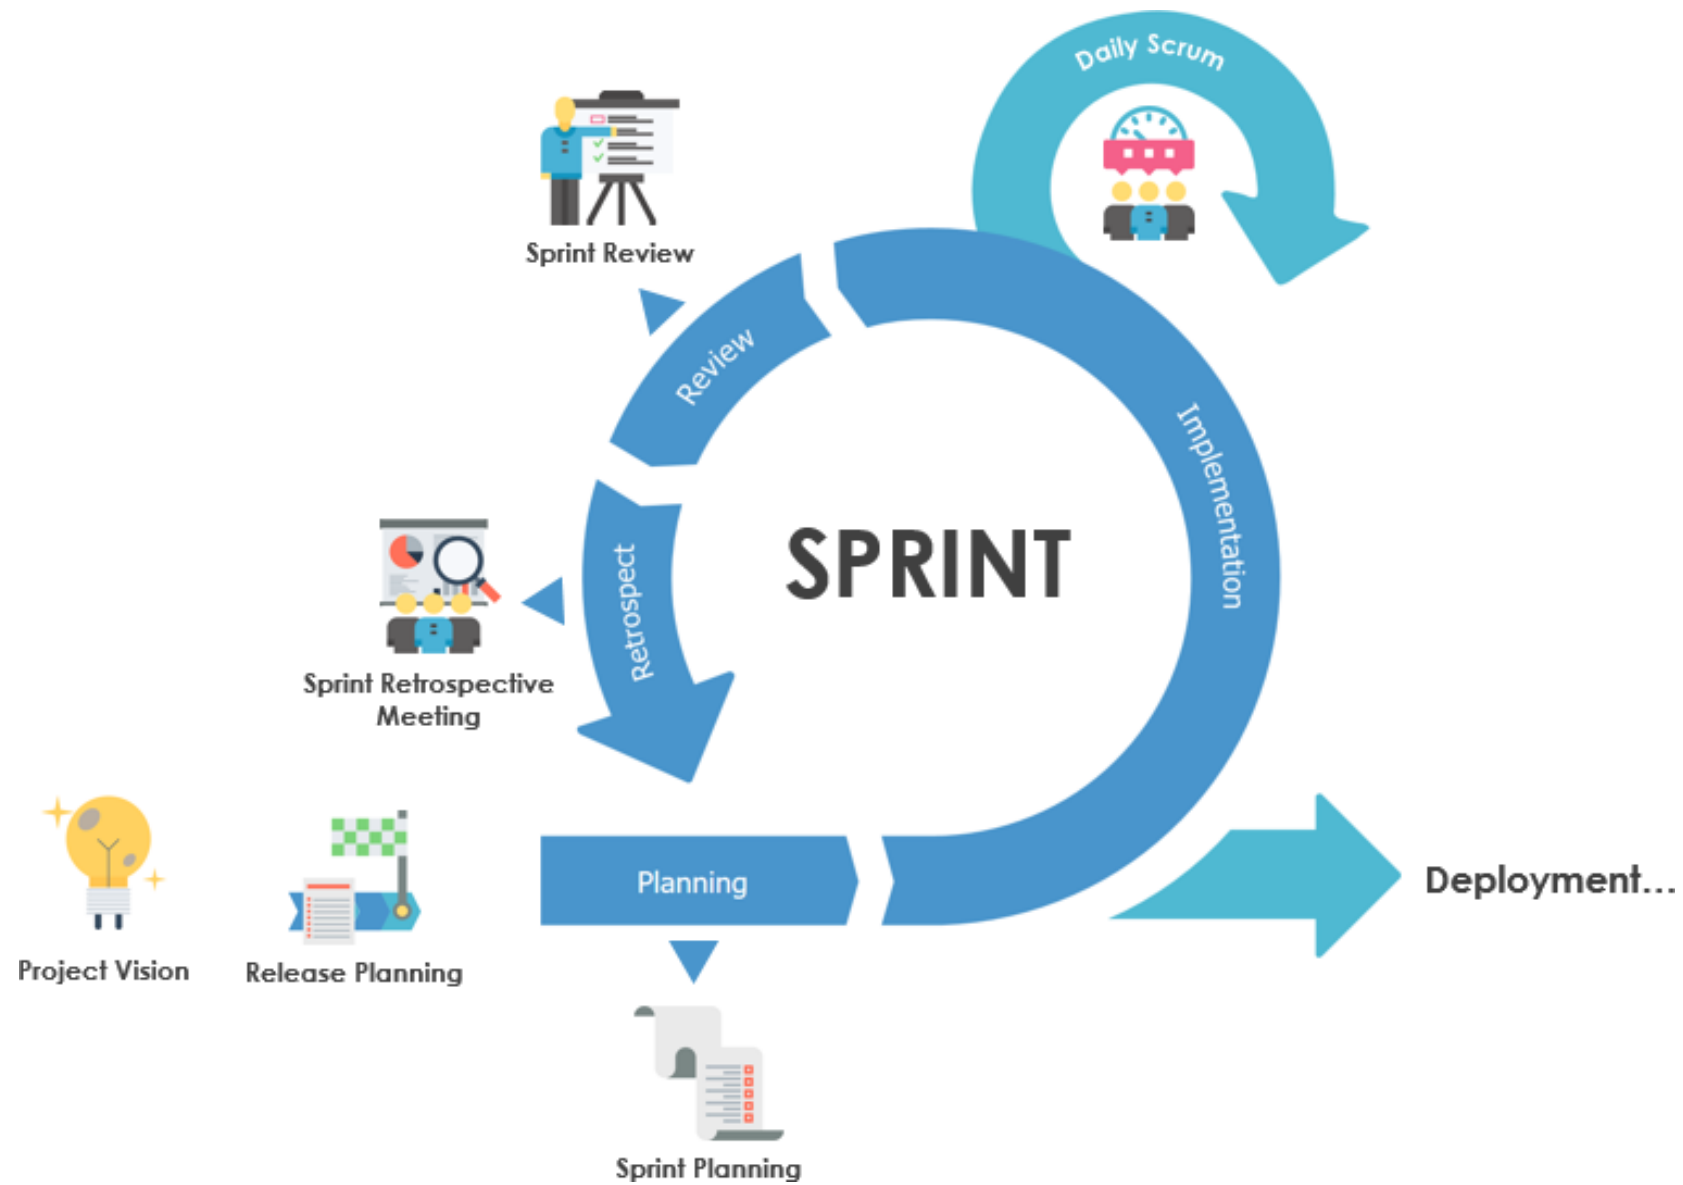 Daily Scrum
Sprint Review
Review
Implementation
SPRINT
Retrospect
Sprint Retrospective
Meeting
Planning
Deployment...
Project Vision
Release Planning
Sprint Planning